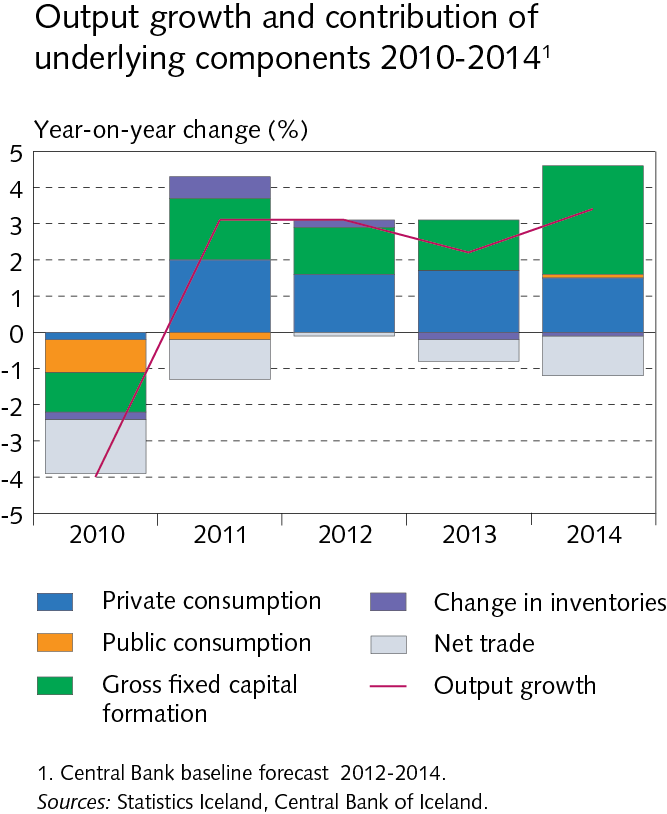 Output growth and contribution of
underlying components 2010-2014¹
Year-on-year change (%)
5
4
3
2
1
0
-1
-2
-3
-4
-5
2010 2011 2012 2013 2014
Private consumption
Public consumption
Gross fixed capital
formation
Change in inventories
Net trade
Output growth
1. Central Bank baseline forecast 2012-2014.
Sources: Statistics Iceland, Central Bank of Iceland.